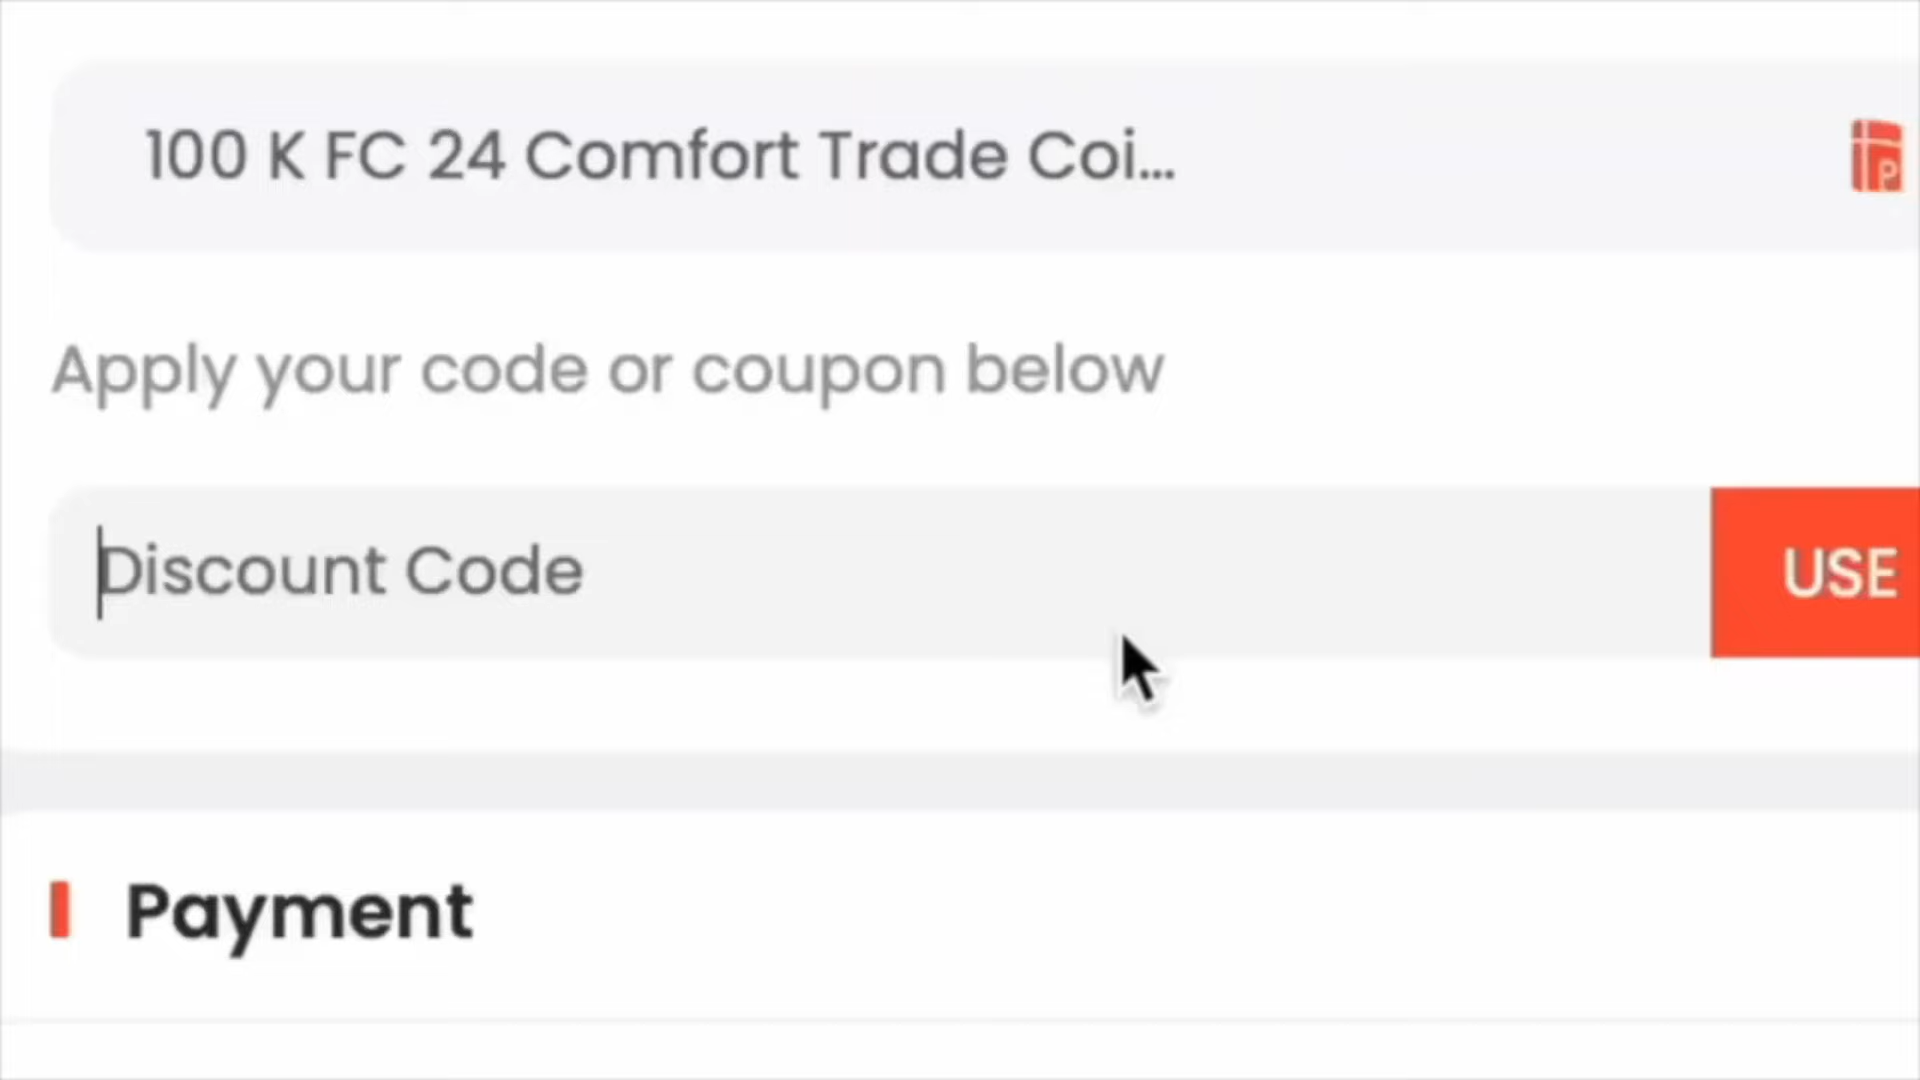 100 K FC 24 Comfort Trade Coi...
P
Apply your code or coupon below
Discount Code
USE
Payment